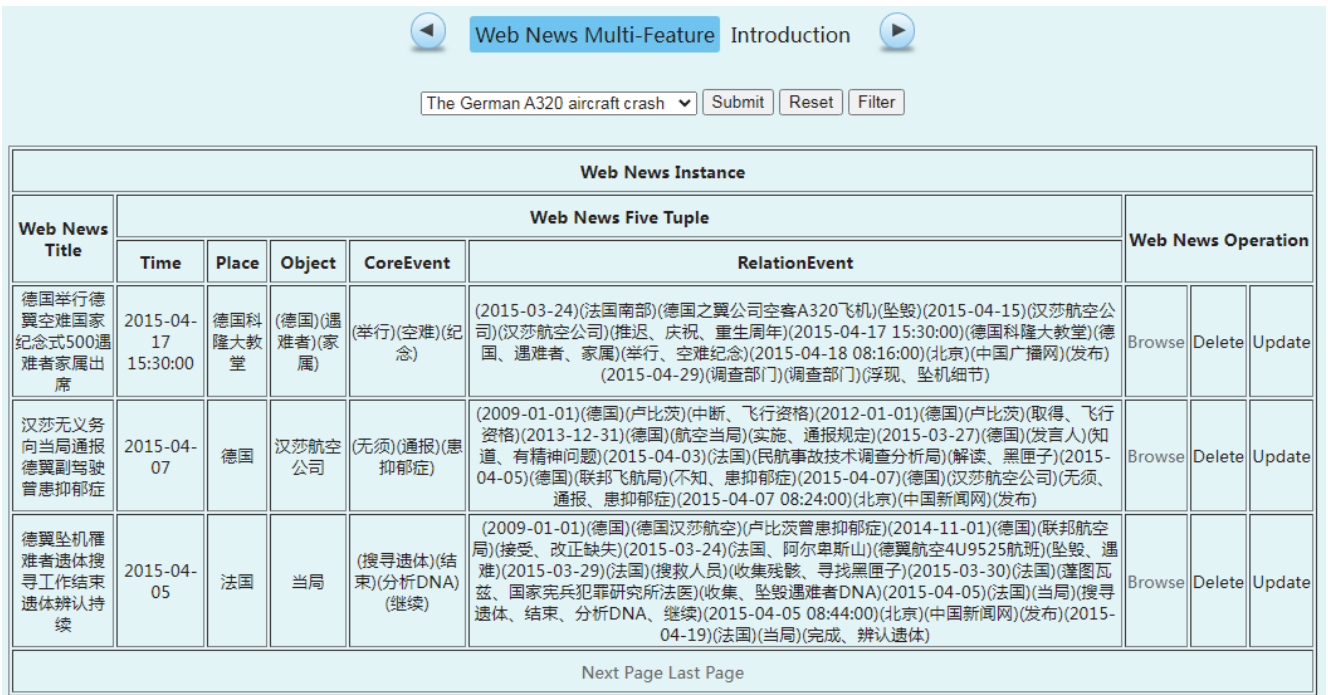 Web News Multi-Feature Introduction
The German A320 aircraft crash Submit Reset Filter
Web News Instance
Web News
Title
Web News Five Tuple
Web News Operation
Time Place Object CoreEvent RelationEvent
德国举行德
翼空难国家
纪念式500遇
难者家属出
席
2015-04-
17
15:30:00
德国科
隆大教
堂
(德国)(遇
难者)(家
属)
(举行)(空难)(纪
念)
(2015-03-24)(法国南部)(德国之翼公司空客A320飞机)(坠毁)(2015-04-15)(汉莎航空公
司)(汉莎航空公司)(推迟、庆祝、重生周年)(2015-04-17 15:30:00)(德国科隆大教堂)(德
国、遇难者、家属)(举行、空难纪念)(2015-04-18 08:16:00)(北京)(中国广播网)(发布)
(2015-04-29)(调查部门)(调查部门)(浮现、坠机细节)
Browse Delete Update
汉莎无义务
向当局通报
德翼副驾驶
曾患抑郁症
2015-04-
07
德国
汉莎航空
公司
(无须)(通报)(患
抑郁症)
(2009-01-01)(德国)(卢比茨)(中断、飞行资格)(2012-01-01)(德国)(卢比茨)(取得、飞行
资格)(2013-12-31)(德国)(航空当局)(实施、通报规定)(2015-03-27)(德国)(发言人)(知
道、有精神问题)(2015-04-03)(法国)(民航事故技术调查分析局)(解读、黑匣子)(2015-
04-05)(德国)(联邦飞航局)(不知、患抑郁症)(2015-04-07)(德国)(汉莎航空公司)(无须、
通报、患抑郁症)(2015-04-07 08:24:00)(北京)(中国新闻网)(发布)
Browse Delete Update
德翼坠机罹
难者遗体搜
寻工作结束
遗体辨认持
续
2015-04-
05
法国
当局
(搜寻遗体)(结
束)(分析DNA)
(继续)
(2009-01-01)(德国)(德国汉莎航空)(卢比茨曾患抑郁症)(2014-11-01)(德国)(联邦航空
局)(接受、改正缺失)(2015-03-24)(法国、阿尔卑斯山)(德翼航空4U9525航班)(坠毁、遇
难)(2015-03-29)(法国)(搜救人员)(收集残骸、寻找黑匣子)(2015-03-30)(法国)(蓬图瓦
兹、国家宪兵犯罪研究所法医)(收集、坠毁遇难者DNA)(2015-04-05)(法国)(当局)(搜寻
遗体、结束、分析DNA、继续)(2015-04-05 08:44:00)(北京)(中国新闻网)(发布)(2015-
04-19)(法国)(当局)(完成、辨认遗体)
Browse Delete Update
Next Page Last Page